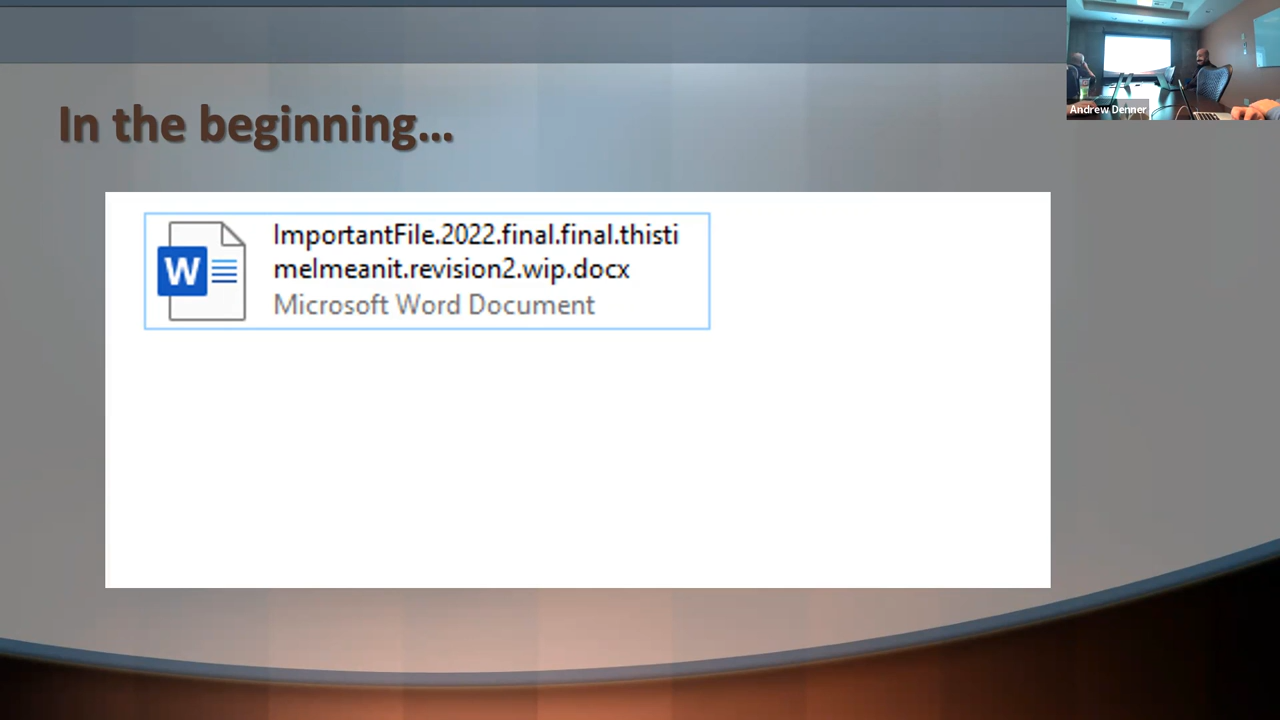 In the beginning...
ImportantFile.2022.final.final.thisti
melmeanit.revision2.wip.docx
W
Microsoft Word Document
Andrew Denner